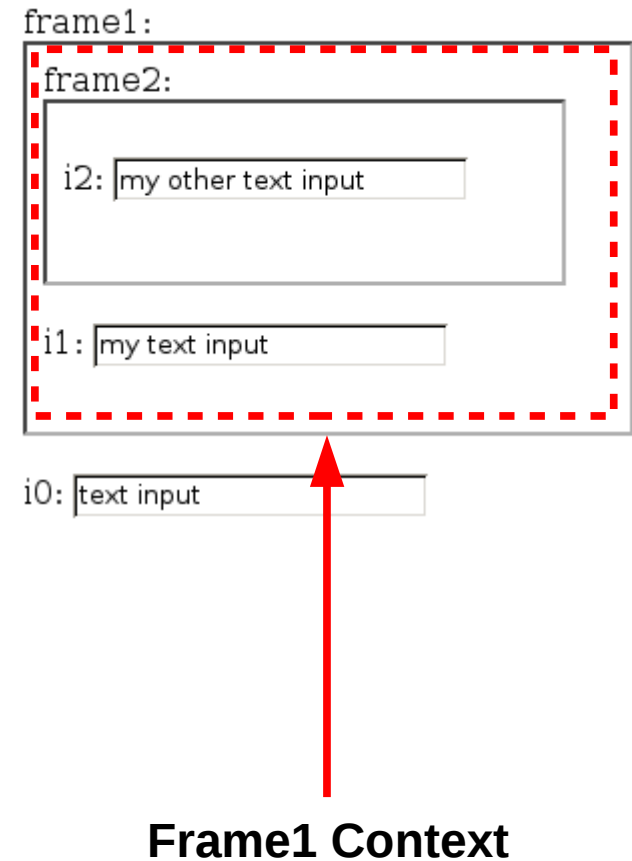 frame1:
frame2:
i2: my other text input
i1: my text input
i0: text input
Frame1 Context